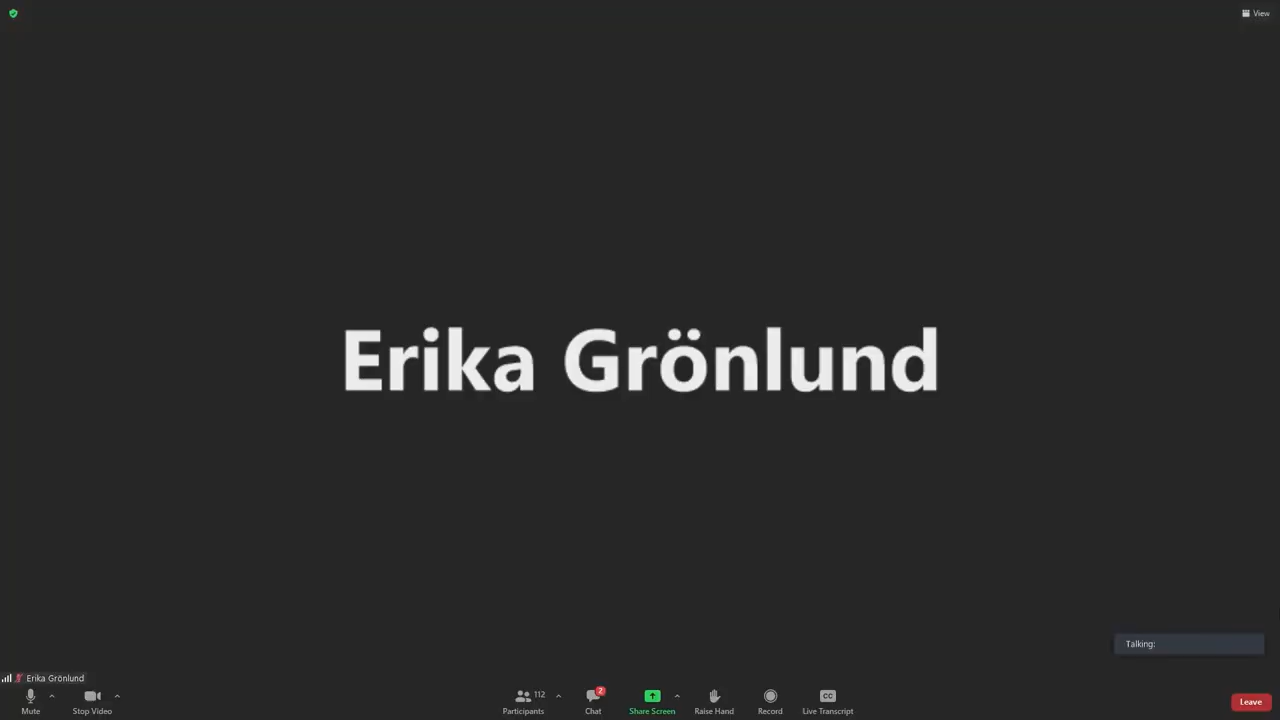 View
Erika Grönlund
Talking:
Erika Grönlund
Mute
Stop Video
112
Participants
2
Chat
Share Screen
Raise Hand
Record
CC
Live Transcript
Leave